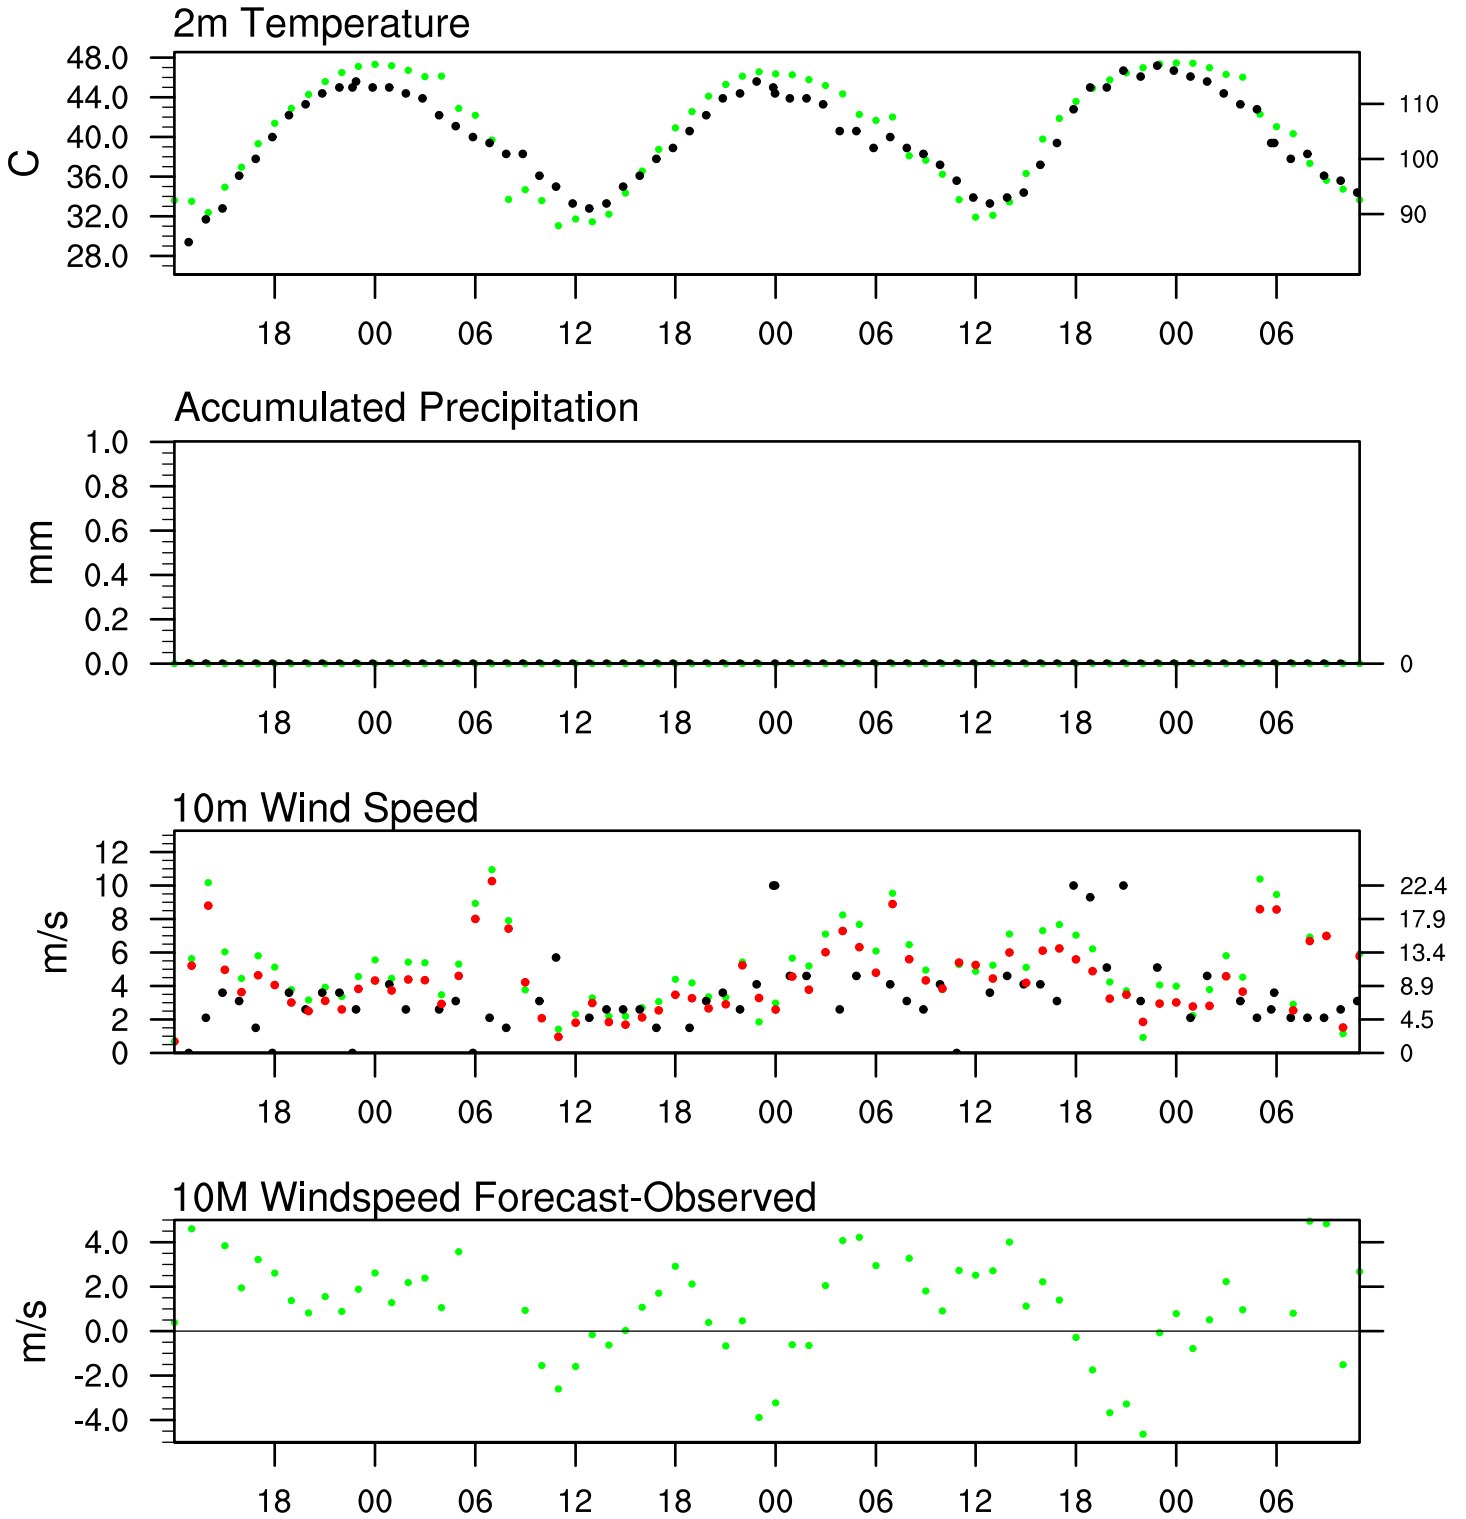 2m Temperature
48.0
44.0
40.0
36.0
32.0
28.0
C
110
100
90
18 00 06 12 18 00 06 12 18 00 06
Accumulated Precipitation
1.0
0.8
0.6
0.4
0.2
0.0
mm
0
18 00 06 12 18 00 06 12 18 00 06
10m Wind Speed
12
10
8
6
4
2
0
m/s
22.4
17.9
13.4
8.9
4.5
0
18 00 06 12 18 00 06 12 18 00 06
10M Windspeed Forecast-Observed
4.0
2.0
0.0
-2.0
-4.0
m/s
18 00 06 12 18 00 06 12 18 00 06